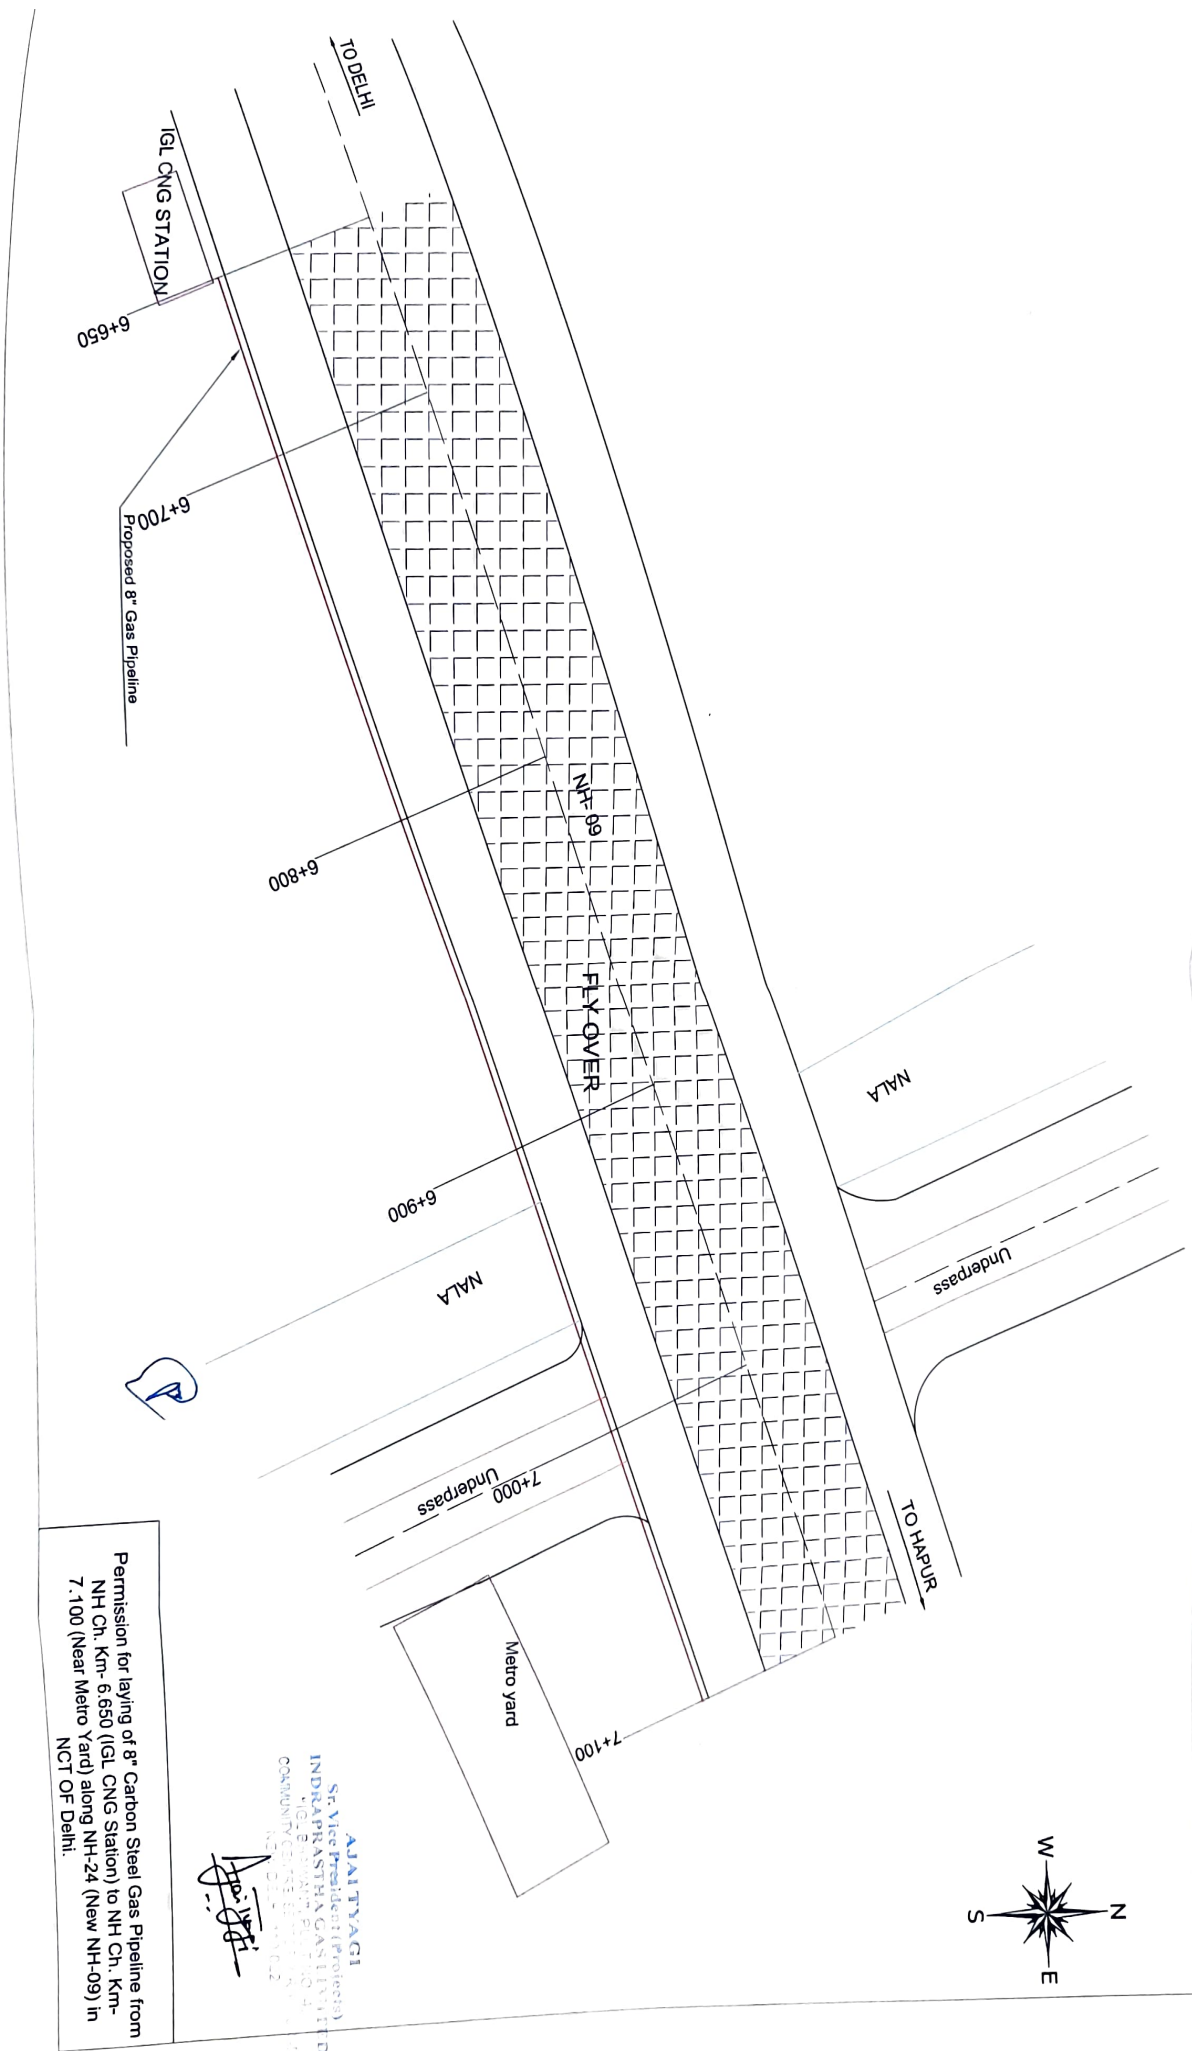 TO DELHI
IGL CNG STATION
6+650
6+700
Proposed 8" Gas Pipeline
6+800
NH-09
FLY OVER
6+900
NALA
NALA
Underpass
Underpass
7+000
TO HAPUR
Metro yard
7+100
N
W
E
S
AJAI TYAGI
Sr. Vice President (Projects)
INDRAPRASTHA GAS LIMITED
COMMUNITY CENTRE
Permission for laying of 8" Carbon Steel Gas Pipeline from
NH Ch. Km- 6.650 (IGL CNG Station) to NH Ch. Km-
7.100 (Near Metro Yard) along NH-24 (New NH-09) in
NCT OF Delhi.